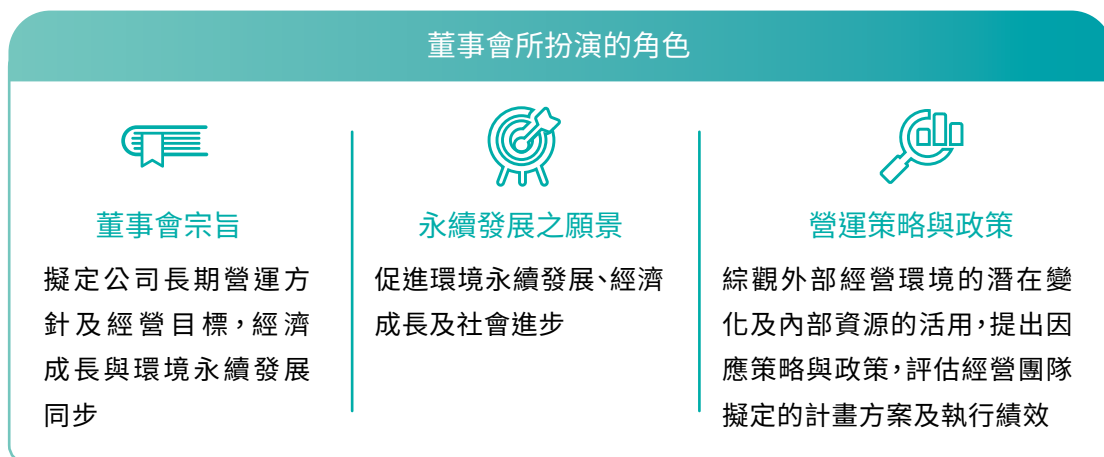 董事會所扮演的角色
董事會宗旨
擬定公司長期營運方
針及經營目標，經濟
成長與環境永續發展
同步
永續發展之願景
促進環境永續發展、經濟
成長及社會進步
營運策略與政策
綜觀外部經營環境的潛在變
化及內部資源的活用，提出因
應策略與政策，評估經營團隊
擬定的計畫方案及執行績效